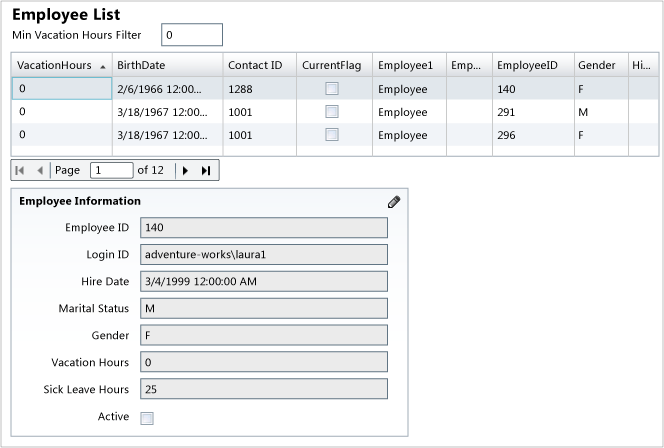 Employee List
Min Vacation Hours Filter 0
VacationHours BirthDate Contact ID CurrentFlag Employee1 Emp... EmployeeID Gender Hi...
0 2/6/1966 12:00... 1288 Employee 140 F
0 3/18/1967 12:00... 1001 Employee 291 M
0 3/18/1967 12:00... 1001 Employee 296 F
Page 1 of 12
Employee Information
Employee ID 140
Login ID adventure-works\laura1
Hire Date 3/4/1999 12:00:00 AM
Marital Status M
Gender F
Vacation Hours 0
Sick Leave Hours 25
Active